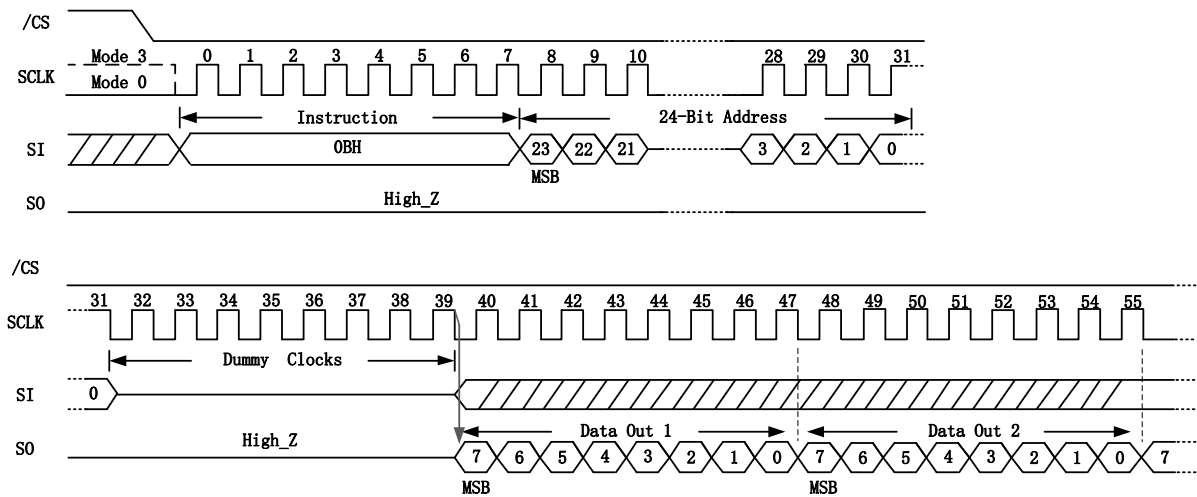 /CS
Mode 3 0 1 2 3 4 5 6 7 8 9 10 28 29 30 31
SCLK
Mode 0
Instruction 24-Bit Address
SI 0BH 23 22 21 3 2 1 0
MSB
SO High_Z
/CS
31 32 33 34 35 36 37 38 39 40 41 42 43 44 45 46 47 48 49 50 51 52 53 54 55
SCLK
Dummy Clocks
SI 0
Data Out 1 Data Out 2
SO High_Z 7 6 5 4 3 2 1 0 7 6 5 4 3 2 1 0 7
MSB MSB